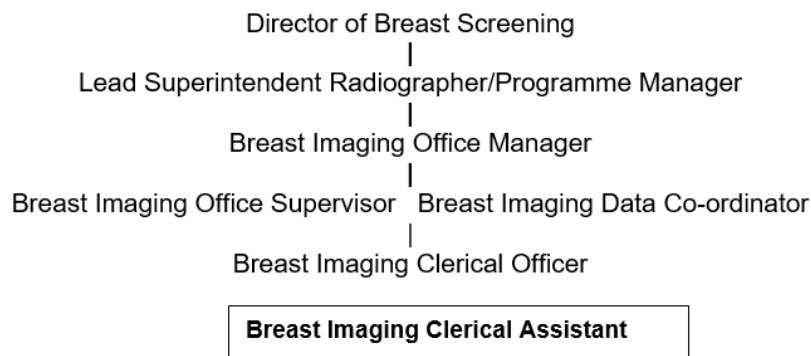 Director of Breast Screening
Lead Superintendent Radiographer/Programme Manager
Breast Imaging Office Manager
Breast Imaging Office Supervisor Breast Imaging Data Co-ordinator
Breast Imaging Clerical Officer
Breast Imaging Clerical Assistant